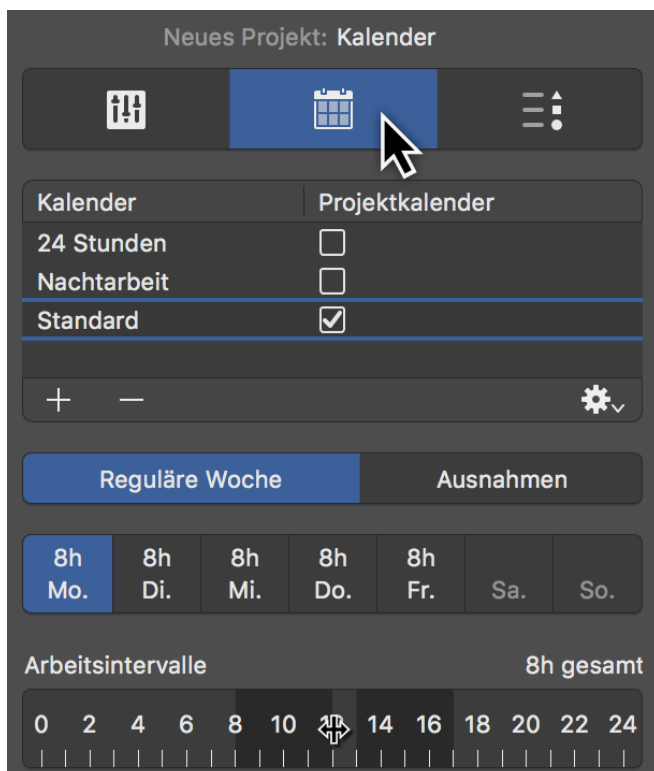 Neues Projekt: Kalender
Kalender Projektkalender
24 Stunden
Nachtarbeit
Standard
Reguläre Woche Ausnahmen
8h 8h 8h 8h 8h
Mo. Di. Mi. Do. Fr. Sa. So.
Arbeitsintervalle 8h gesamt
0 2 4 6 8 10 14 16 18 20 22 24